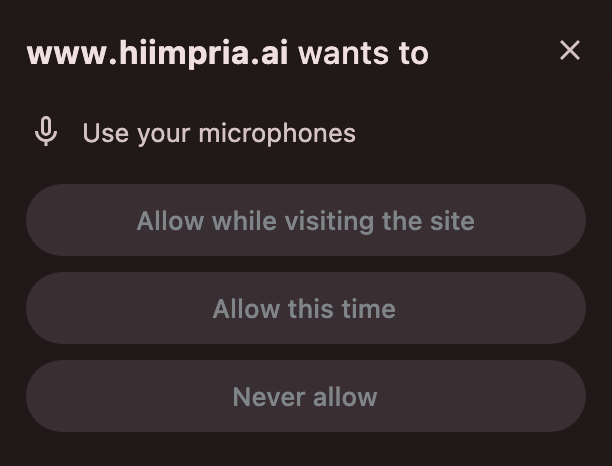 www.hiimpria.ai wants to
Use your microphones
Allow while visiting the site
Allow this time
Never allow